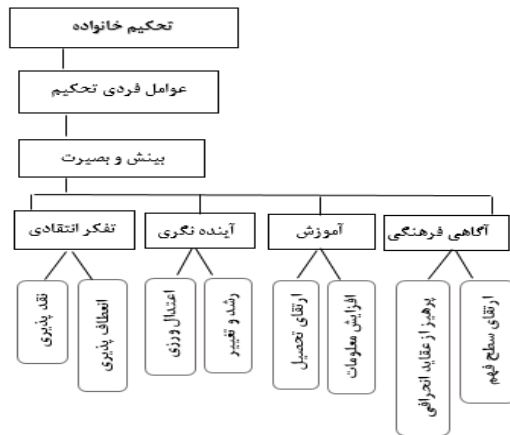 تحکیم خانواده
عوامل فردی تحکیم
بینش و بصیرت
آگاهی فرهنگی
آموزش
آینده نگری
تفکر انتقادی
ارتقای سطح فهم
پرهیز از عقاید انحرافی
افزایش معلومات
ارتقای تحصیل
رشد و تغییر
اعتدال ورزی
انعطاف پذیری
نقد پذیری